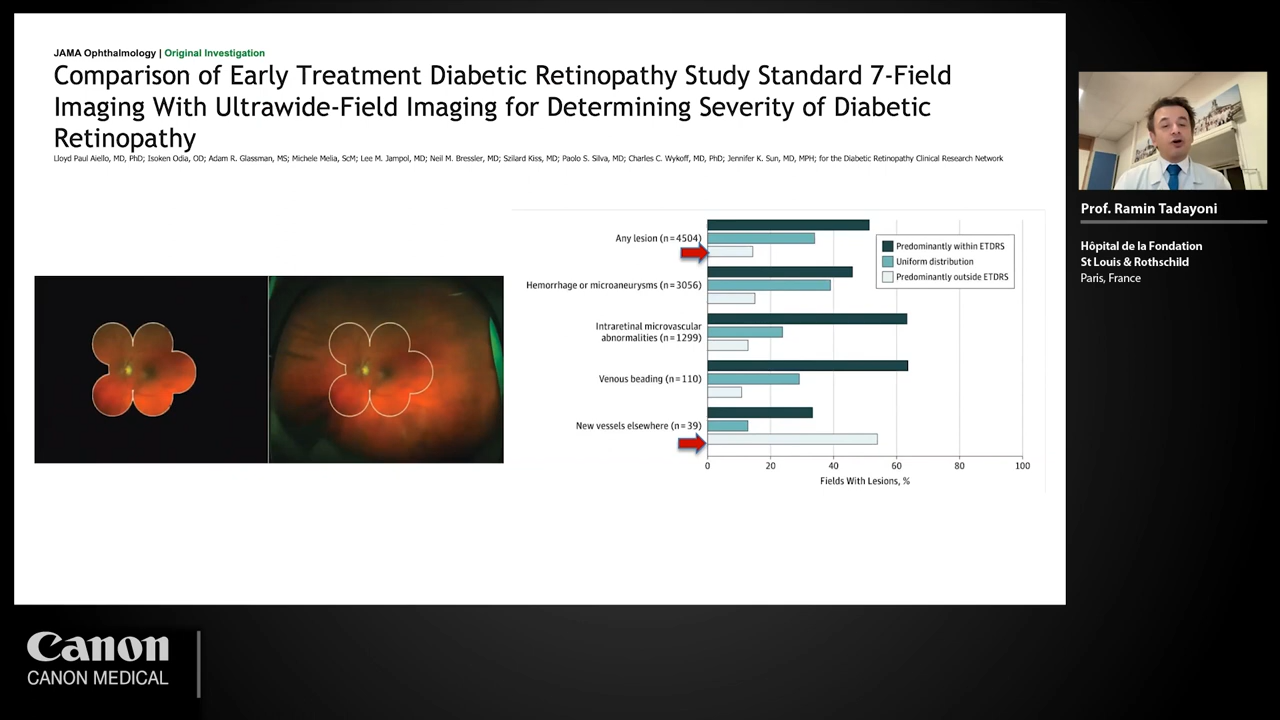 JAMA Ophthalmology | Original Investigation
Comparison of Early Treatment Diabetic Retinopathy Study Standard 7-Field
Imaging With Ultrawide-Field Imaging for Determining Severity of Diabetic
Retinopathy
Lloyd Paul Aiello, MD, PhD; Isoken Odia, OD; Adam R. Glassman, MS; Michele Melia, ScM; Lee M. Jampol, MD; Neil M. Bressler, MD; Szilard Kiss, MD; Paolo S. Silva, MD; Charles C. Wykoff, MD, PhD; Jennifer K. Sun, MD, MPH; for the Diabetic Retinopathy Clinical Research Network
Any lesion (n=4504)
Hemorrhage or microaneurysms (n=3056)
Intraretinal microvascular
abnormalities (n=1299)
Venous beading (n=110)
New vessels elsewhere (n=39)
Predominantly within ETDRS
Uniform distribution
Predominantly outside ETDRS
0 20 40 60 80 100
Fields With Lesions, %
Prof. Ramin Tadayoni
Hôpital de la Fondation
St Louis & Rothschild
Paris, France
Canon
CANON MEDICAL